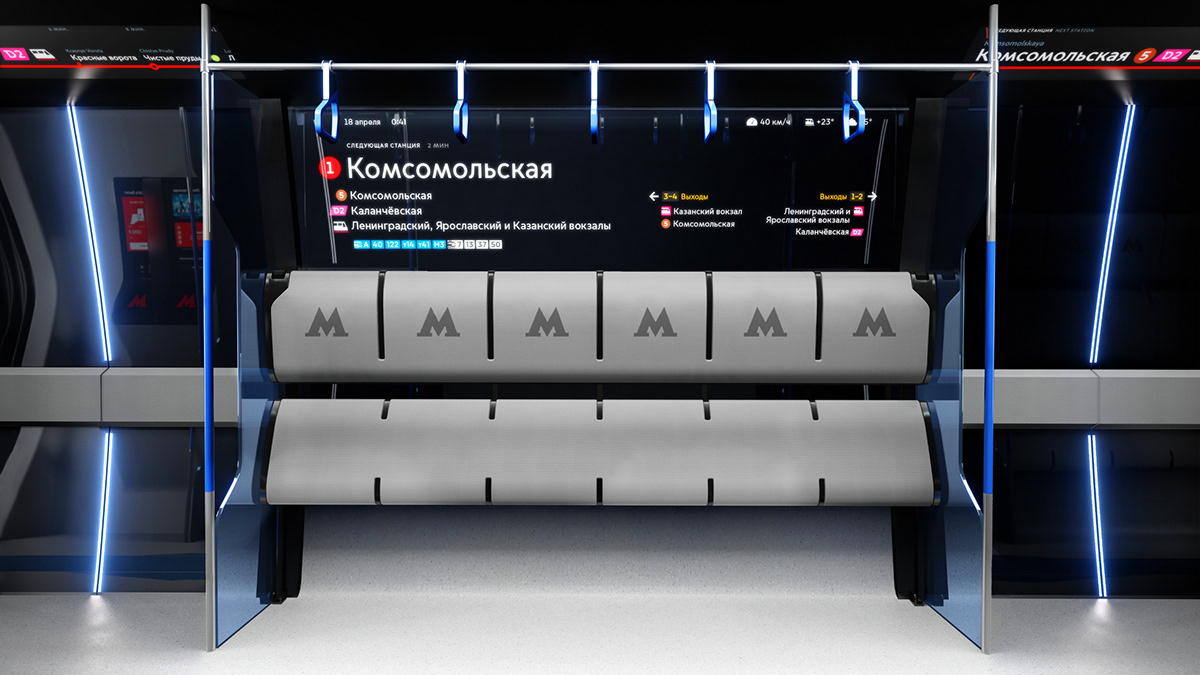 D2
Krasnye Vorota
Красные ворота
Chistye Prudy
Чистые пруды
Л
СЛЕДУЮЩАЯ СТАНЦИЯ NEXT STATION
Komsomolskaya
Комсомольская 5 D2
18 апреля 0:41
40 км/ч +23°
СЛЕДУЮЩАЯ СТАНЦИЯ 2 МИН
1 Комсомольская
5 Комсомольская
D2 Каланчёвская
Ленинградский, Ярославский и Казанский вокзалы
А 40 122 т14 т41 Н3 7 13 37 50
← 3–4 Выходы
Казанский вокзал
5 Комсомольская
Выходы 1–2 →
Ленинградский и
Ярославский вокзалы
Каланчёвская D2
М М М М М М